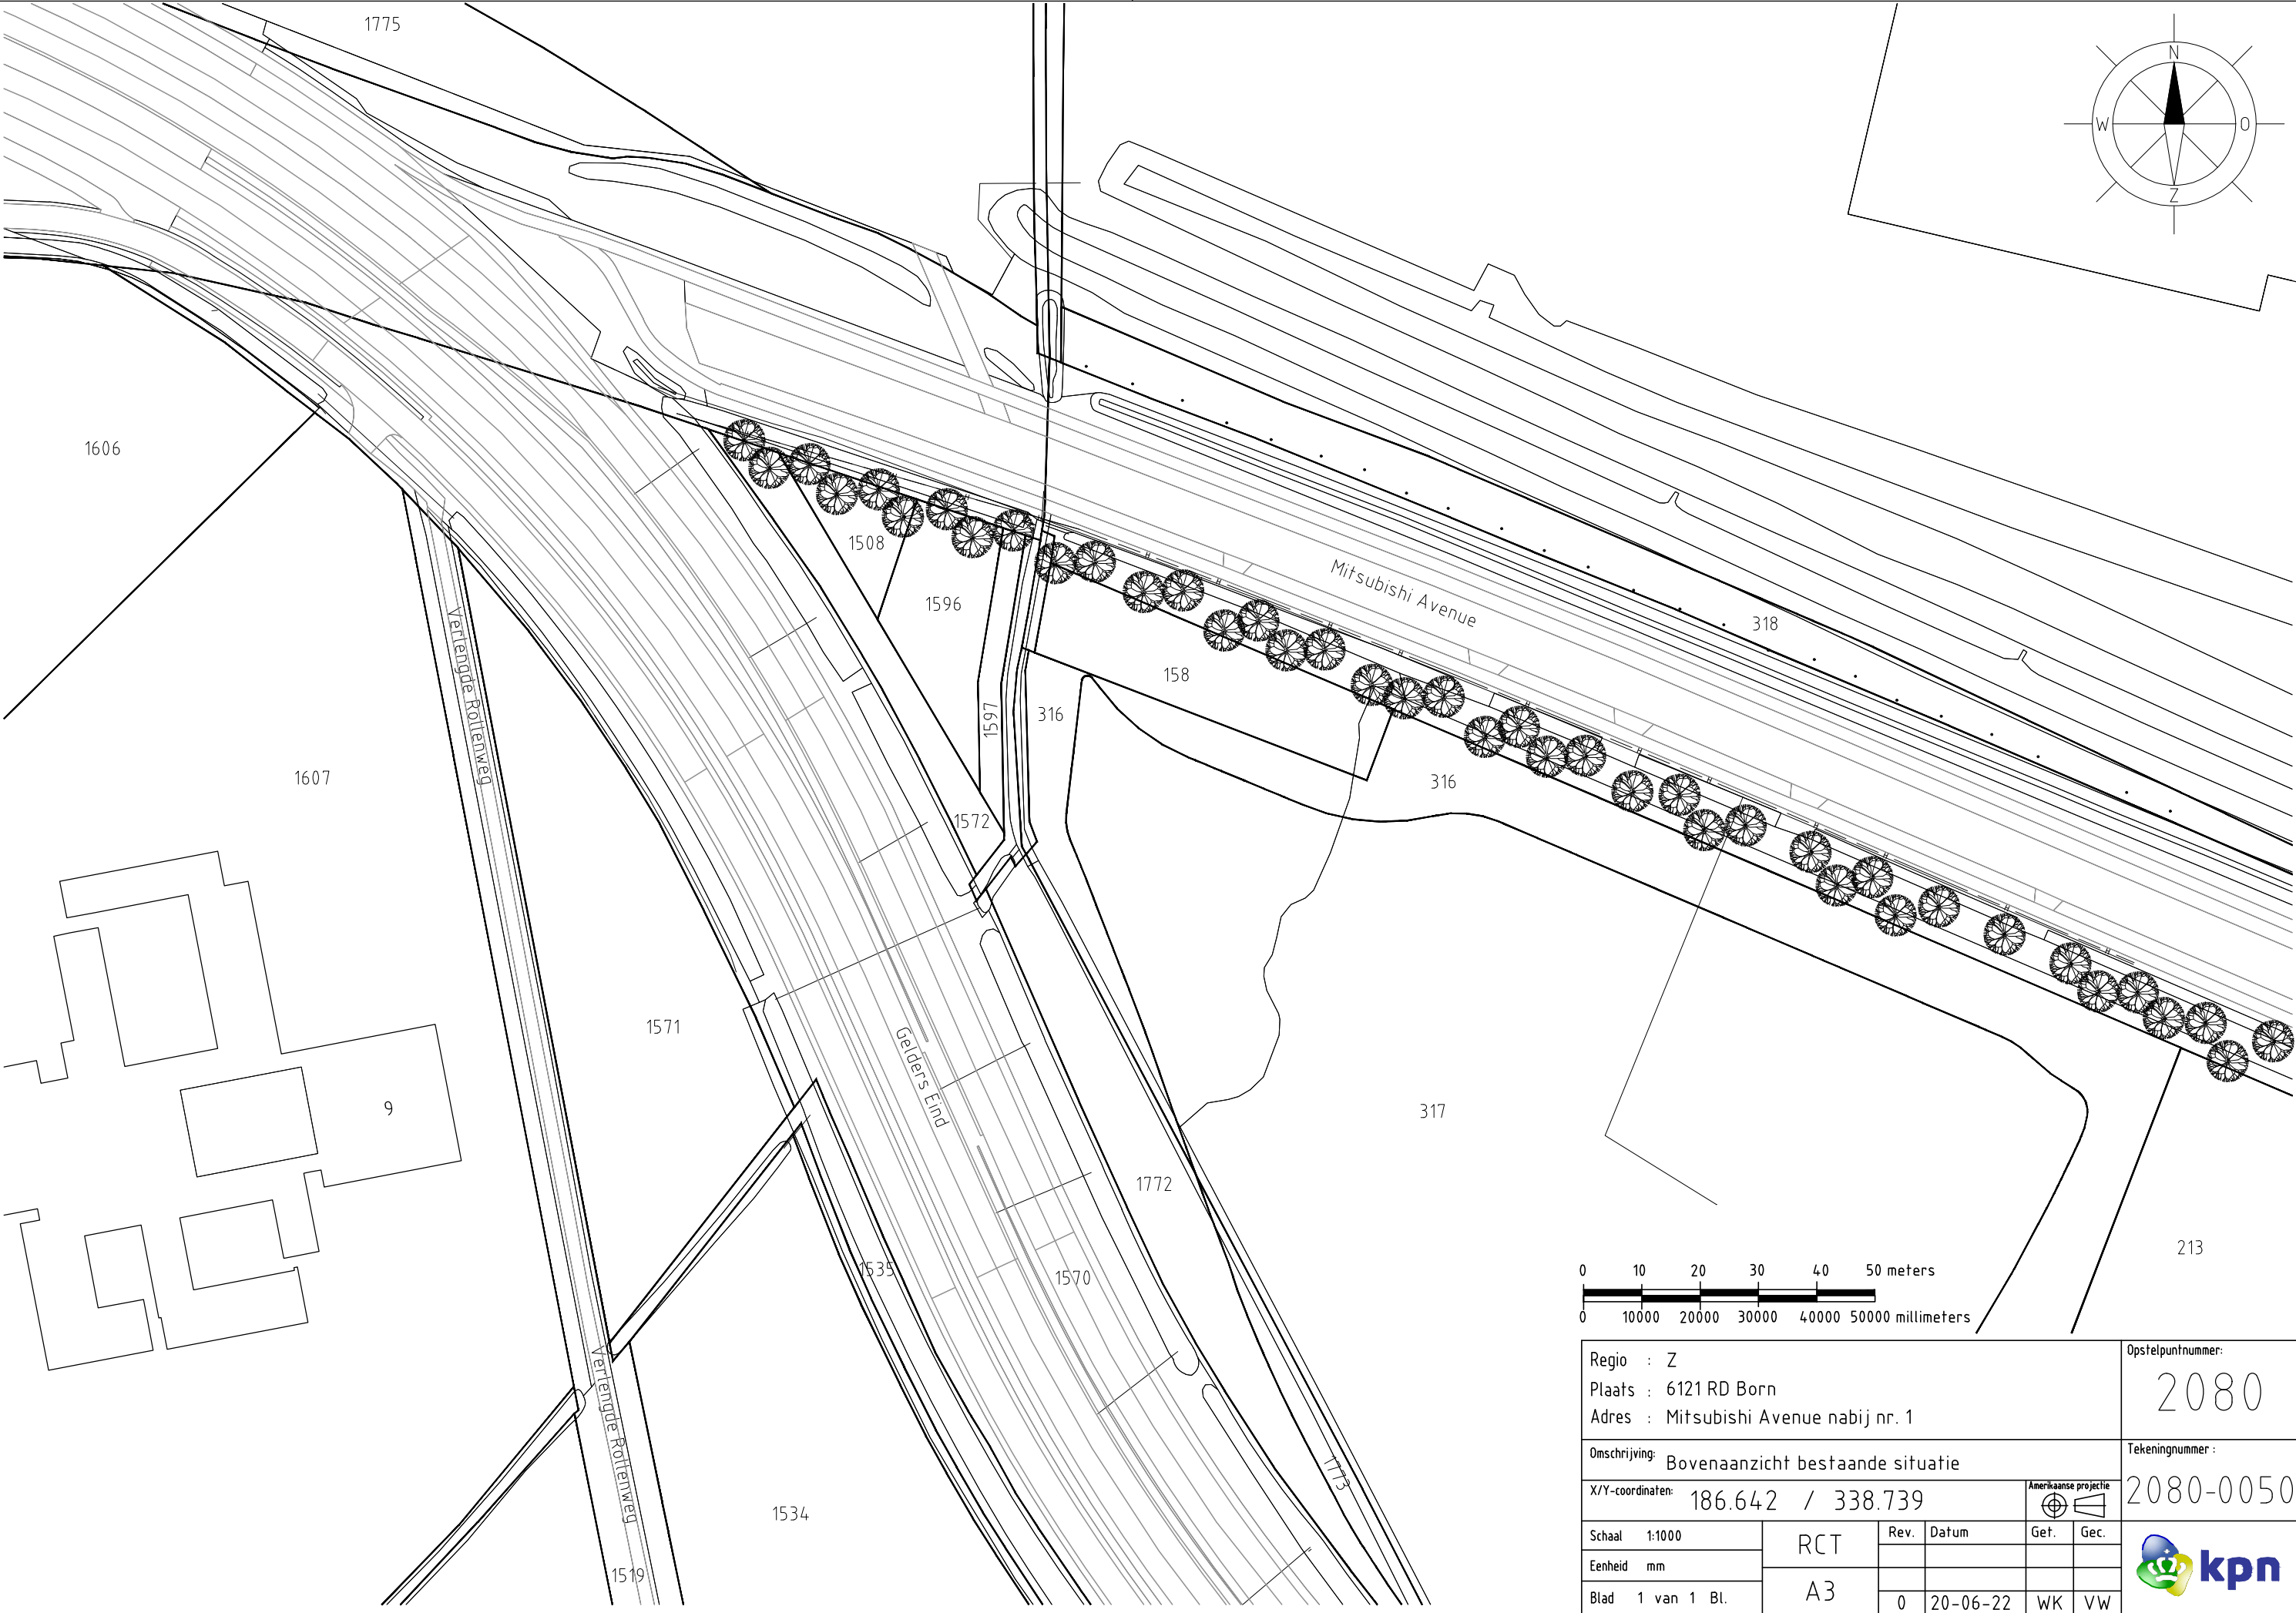 1775
N
W
O
Z
1606
1508
1596
Mitsubishi Avenue
318
Verlengde Rollenweg
158
316
1597
1607
316
1572
1571
Gelders Eind
9
317
1772
213
1535
1570
1773
Verlengde Rollenweg
1534
1519
0 10 20 30 40 50 meters
0 10000 20000 30000 40000 50000 millimeters
Regio : Z
Plaats : 6121 RD Born
Adres : Mitsubishi Avenue nabij nr. 1
Opstelpuntnummer:
2080
Omschrijving: Bovenaanzicht bestaande situatie
Tekeningnummer :
2080-0050
X/Y-coordinaten: 186.642 / 338.739
Amerikaanse projectie
Schaal 1:1000
RCT
Rev. Datum Get. Gec.
Eenheid mm
Blad 1 van 1 Bl.
A3
0 20-06-22 WK VW
kpn